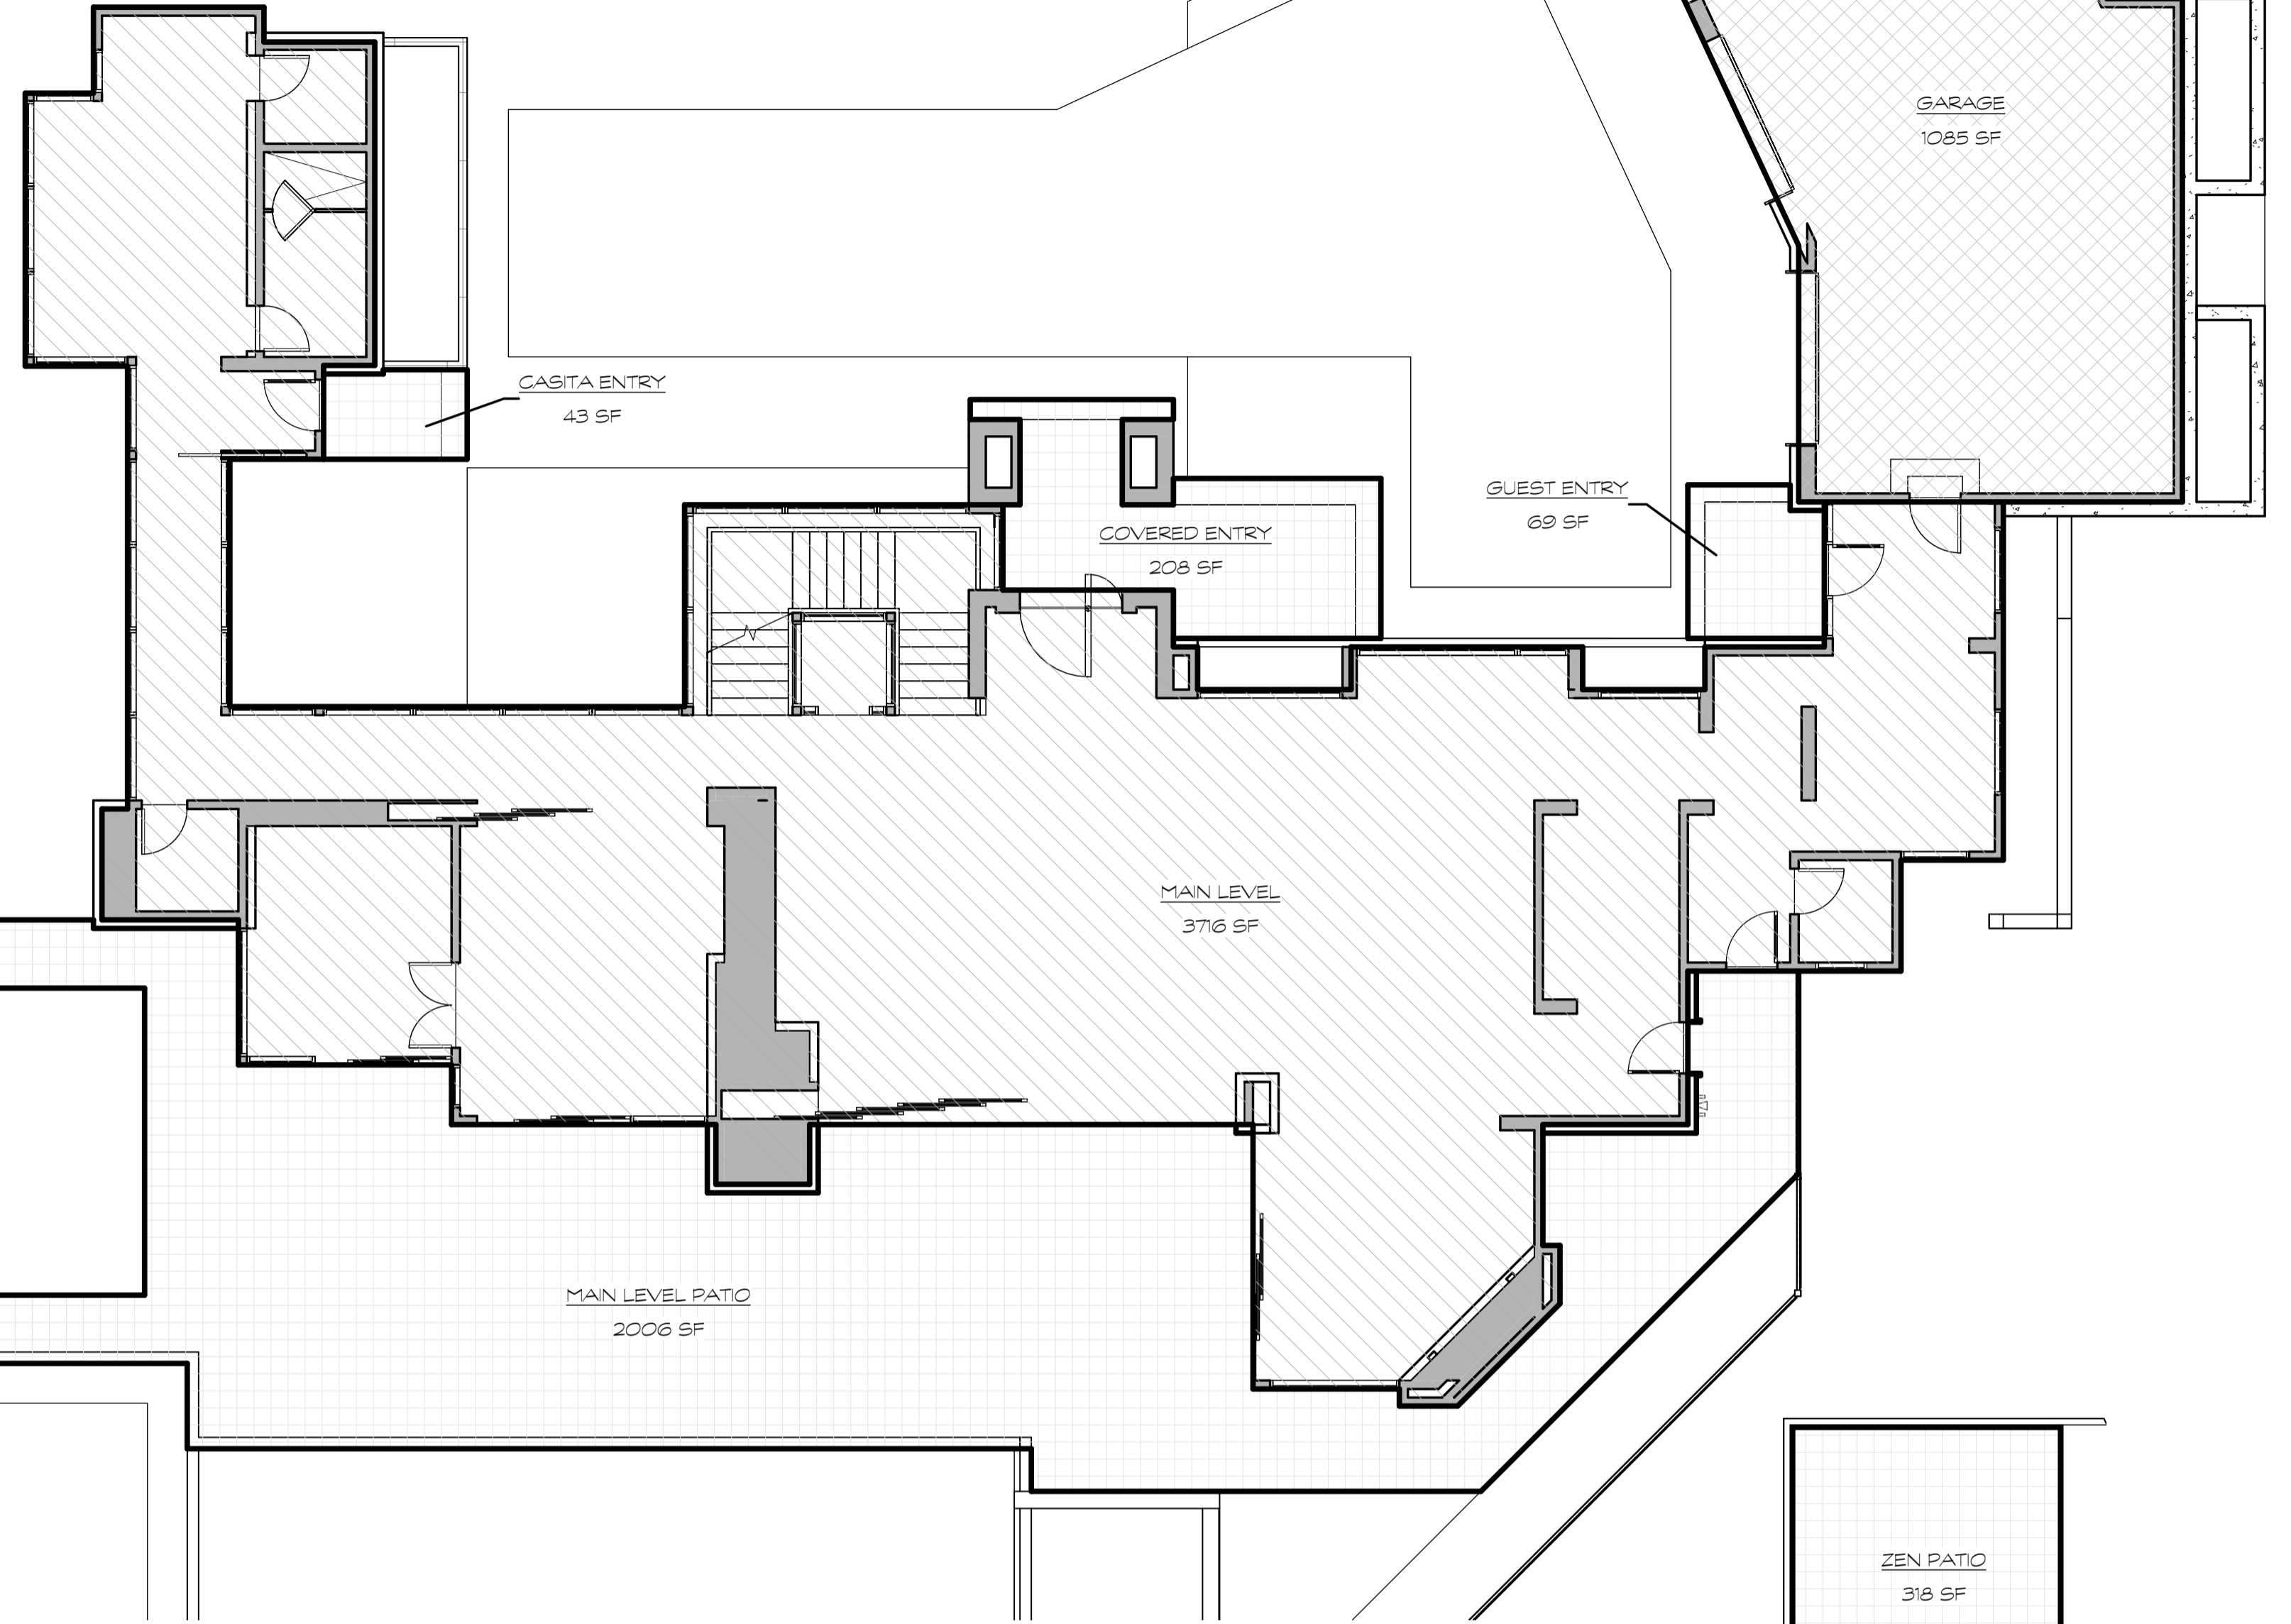 GARAGE
1085 SF
CASITA ENTRY
43 SF
GUEST ENTRY
69 SF
COVERED ENTRY
208 SF
MAIN LEVEL
3716 SF
MAIN LEVEL PATIO
2006 SF
ZEN PATIO
318 SF